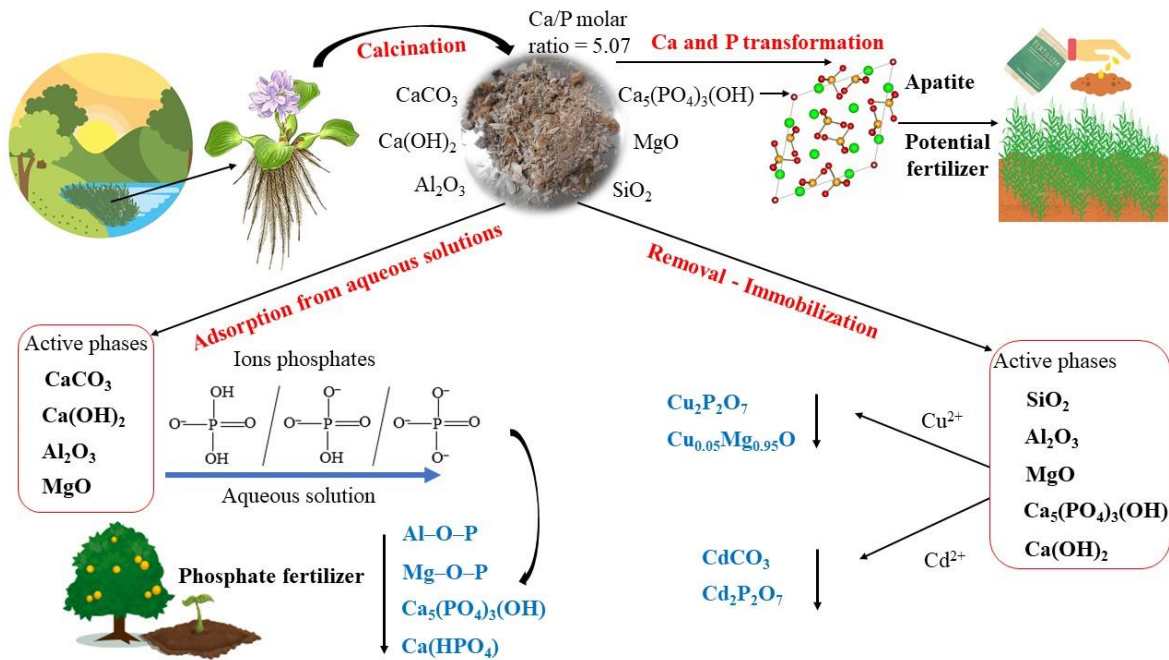 Calcination
Ca/P molar
ratio = 5.07
Ca and P transformation
CaCO₃
Ca(OH)₂
Al₂O₃
Ca₅(PO₄)₃(OH)
MgO
SiO₂
Apatite
Potential
fertilizer
FERTILIZER
Adsorption from aqueous solutions
Removal - Immobilization
Active phases
CaCO₃
Ca(OH)₂
Al₂O₃
MgO
Ions phosphates
OH
O⁻ P O
OH
O⁻
O⁻ P O
OH
O⁻
O⁻ P O
O⁻
Aqueous solution
Phosphate fertilizer
Al–O–P
Mg–O–P
Ca₅(PO₄)₃(OH)
Ca(HPO₄)
Cu₂P₂O₇
Cu₀.₀₅Mg₀.₉₅O
Cu²⁺
CdCO₃
Cd₂P₂O₇
Cd²⁺
Active phases
SiO₂
Al₂O₃
MgO
Ca₅(PO₄)₃(OH)
Ca(OH)₂